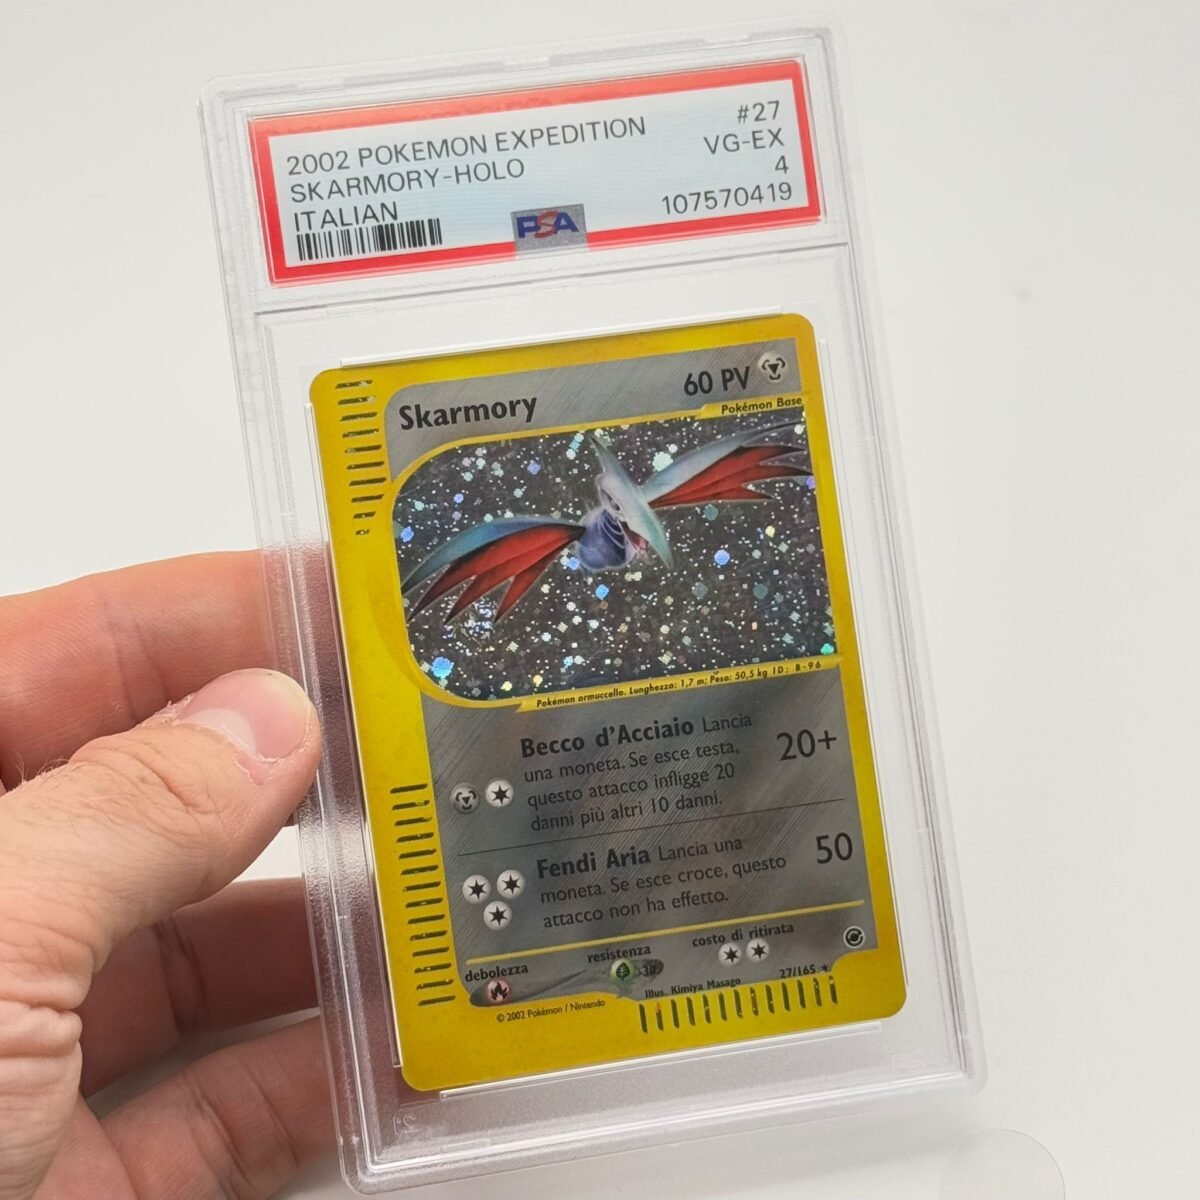 2002 POKEMON EXPEDITION
#27
SKARMORY-HOLO
VG-EX
ITALIAN
4
PSA
107570419
Skarmory
60 PV
Pokémon Base
Pokémon armuccello. Lunghezza: 1,7 m; Peso: 50,5 kg ID: B-96
Becco d'Acciaio Lancia
una moneta. Se esce testa,
questo attacco infligge 20
danni più altri 10 danni.
20+
Fendi Aria Lancia una
moneta. Se esce croce, questo
attacco non ha effetto.
50
debolezza
resistenza
-30
costo di ritirata
Illus. Kimiya Masago
27/165 ★
© 2002 Pokémon / Nintendo